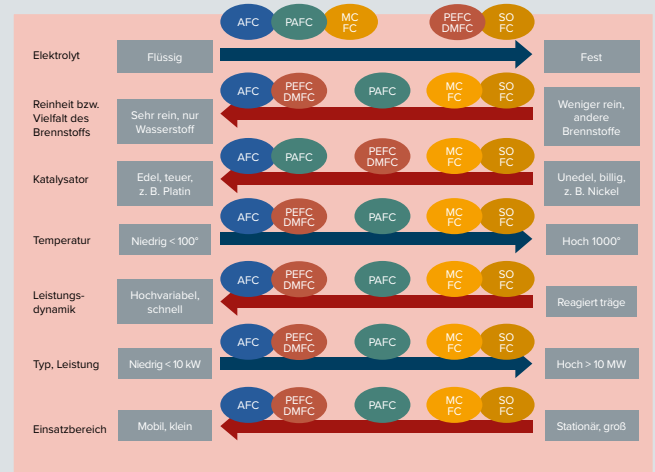 AFC PAFC MC
FC PEFC
DMFC SO
FC
Elektrolyt
Flüssig
Fest
AFC PEFC
DMFC PAFC MC
FC SO
FC
Reinheit bzw.
Vielfalt des
Brennstoffs
Sehr rein, nur
Wasserstoff
Weniger rein,
andere
Brennstoffe
AFC PAFC PEFC
DMFC MC
FC SO
FC
Katalysator
Edel, teuer,
z. B. Platin
Unedel, billig,
z. B. Nickel
AFC PEFC
DMFC PAFC MC
FC SO
FC
Temperatur
Niedrig < 100°
Hoch 1000°
AFC PEFC
DMFC PAFC MC
FC SO
FC
Leistungs-
dynamik
Hochvariabel,
schnell
Reagiert träge
AFC PEFC
DMFC PAFC MC
FC SO
FC
Typ, Leistung
Niedrig < 10 kW
Hoch > 10 MW
AFC PEFC
DMFC PAFC MC
FC SO
FC
Einsatzbereich
Mobil, klein
Stationär, groß